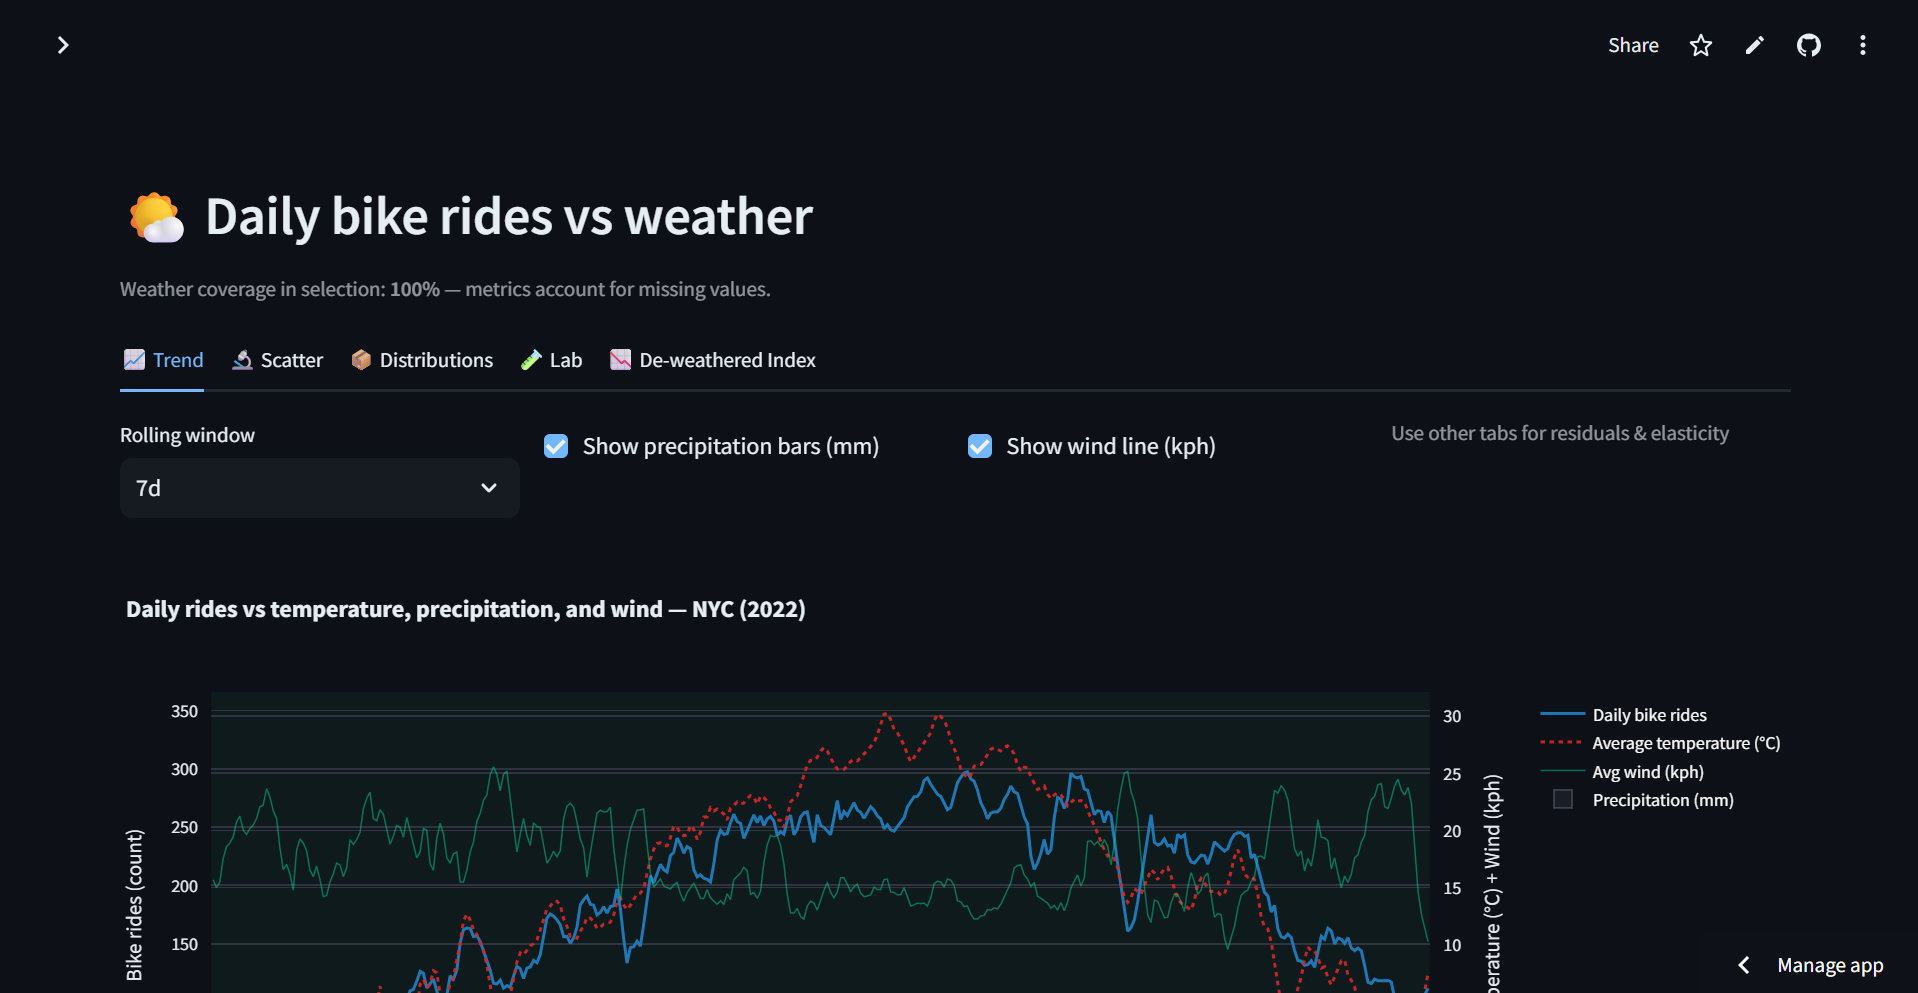 Share
Daily bike rides vs weather
Weather coverage in selection: 100% — metrics account for missing values.
Trend
Scatter
Distributions
Lab
De-weathered Index
Rolling window
7d
Show precipitation bars (mm)
Show wind line (kph)
Use other tabs for residuals & elasticity
Daily rides vs temperature, precipitation, and wind — NYC (2022)
350
300
250
200
150
Bike rides (count)
30
25
20
15
10
perature (°C) + Wind (kph)
Daily bike rides
Average temperature (°C)
Avg wind (kph)
Precipitation (mm)
Manage app